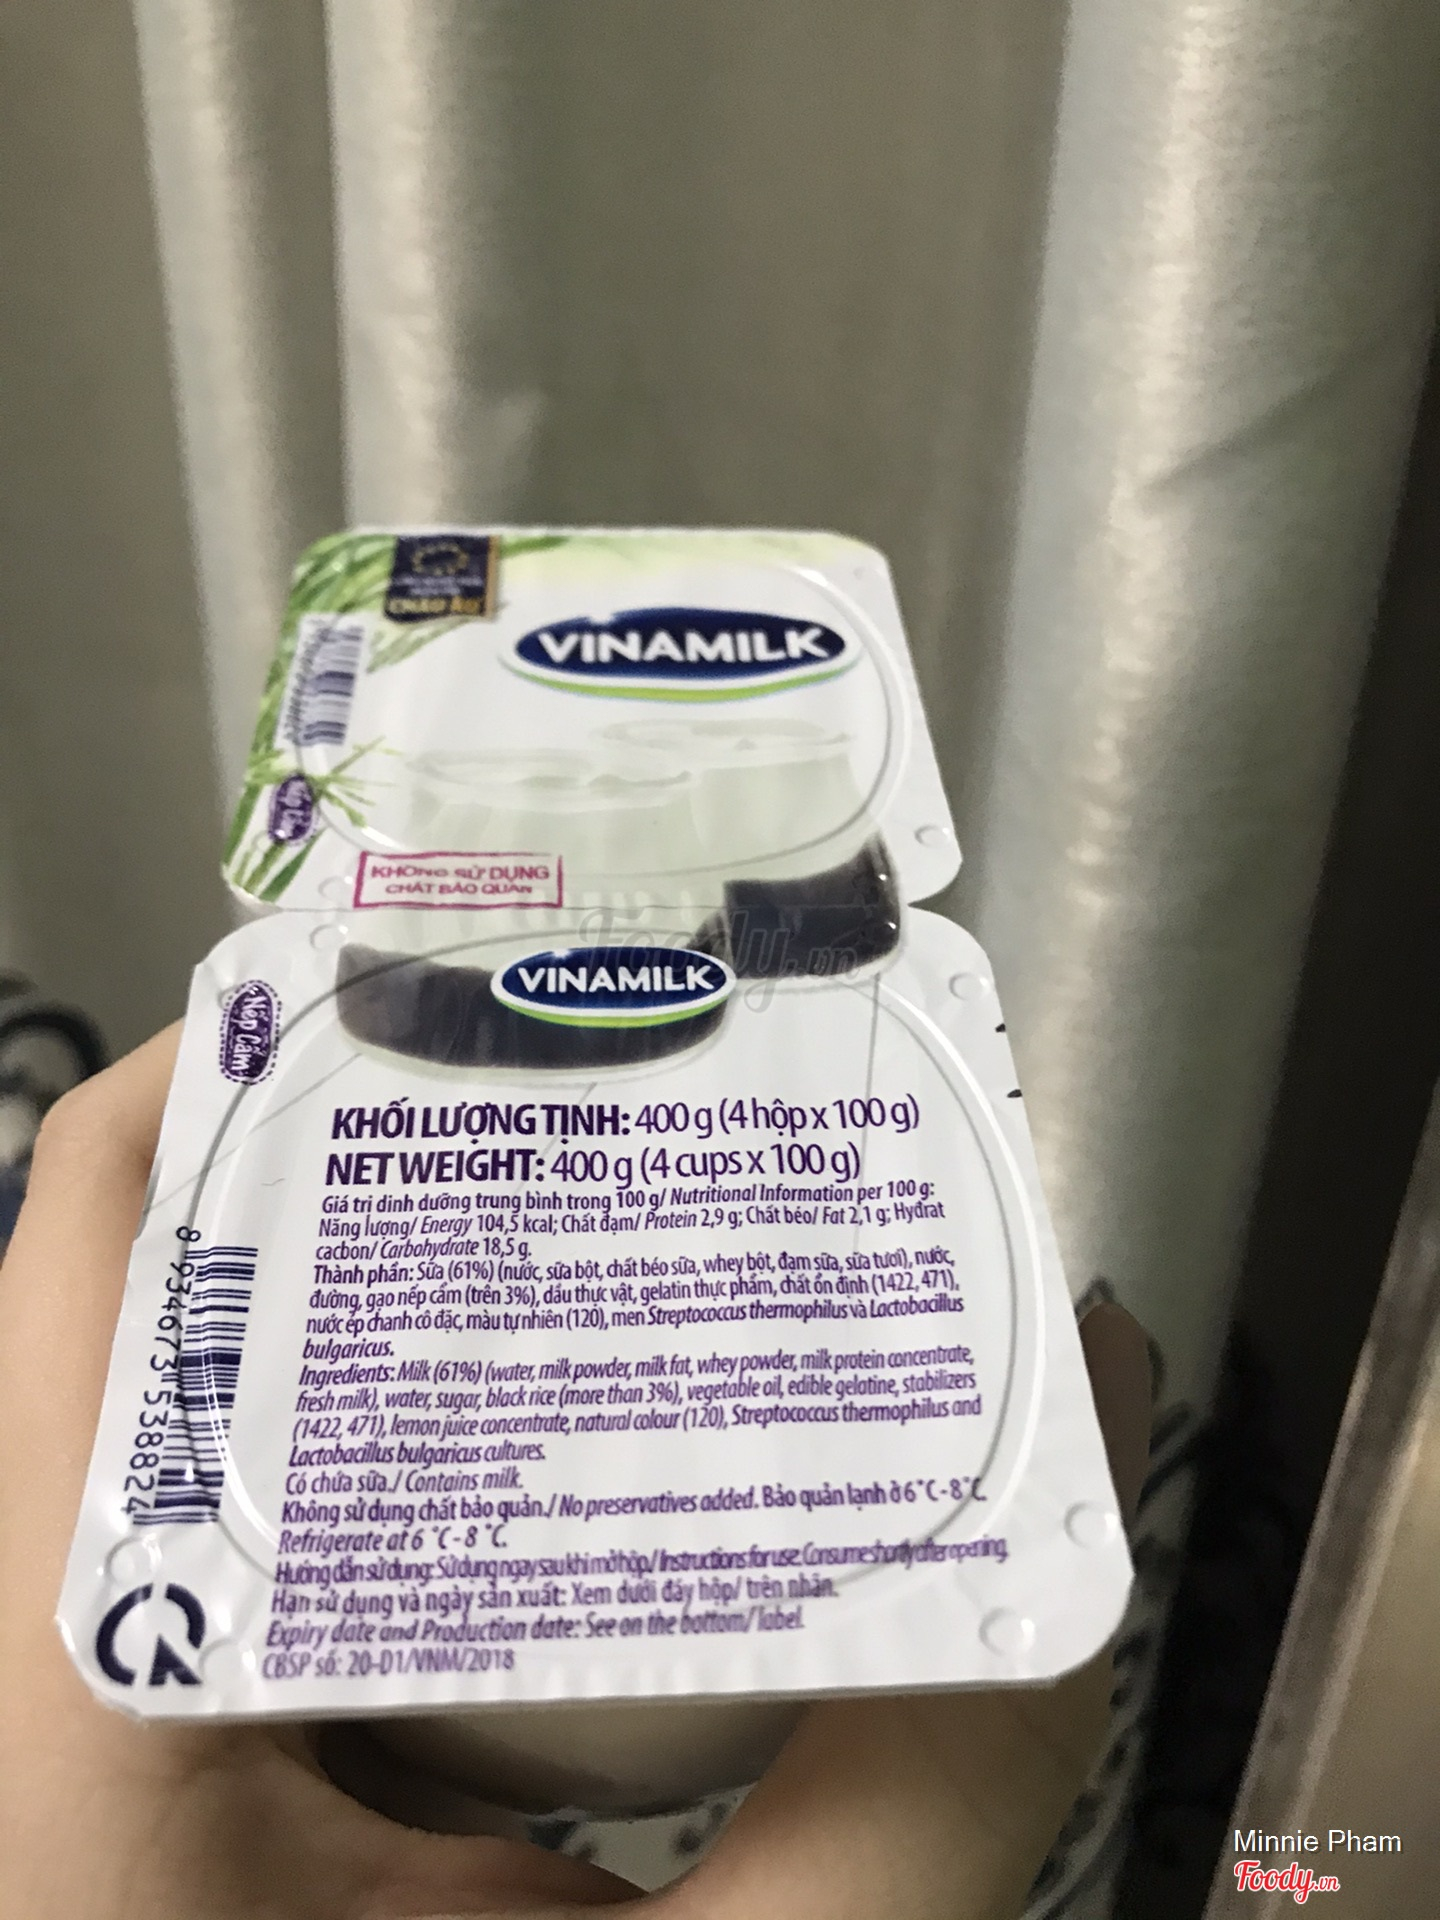 CHÂU ÂU
VINAMILK
KHÔNG SỬ DỤNG
CHẤT BẢO QUẢN
Foody.vn
VINAMILK
Nếp Cẩm
KHỐI LƯỢNG TỊNH: 400 g (4 hộp x 100 g)
NET WEIGHT: 400 g (4 cups x 100 g)
Giá trị dinh dưỡng trung bình trong 100 g/ Nutritional Information per 100 g:
Năng lượng/ Energy 104,5 kcal; Chất đạm/ Protein 2,9 g; Chất béo/ Fat 2,1 g; Hyđrat
cacbon/ Carbohydrate 18,5 g.
Thành phần: Sữa (61%) (nước, sữa bột, chất béo sữa, whey bột, đạm sữa, sữa tươi), nước,
đường, gạo nếp cẩm (trên 3%), dầu thực vật, gelatin thực phẩm, chất ổn định (1422, 471),
nước ép chanh cô đặc, màu tự nhiên (120), men Streptococcus thermophilus và Lactobacillus
bulgaricus.
Ingredients: Milk (61%) (water, milk powder, milk fat, whey powder, milk protein concentrate,
fresh milk), water, sugar, black rice (more than 3%), vegetable oil, edible gelatine, stabilizers
(1422, 471), lemon juice concentrate, natural colour (120), Streptococcus thermophilus and
Lactobacillus bulgaricus cultures.
Có chứa sữa./ Contains milk.
Không sử dụng chất bảo quản./ No preservatives added. Bảo quản lạnh ở 6°C - 8°C.
Refrigerate at 6 °C - 8 °C.
Hướng dẫn sử dụng: Sử dụng ngay sau khi mở hộp./ Instructions for use: Consume shortly after opening.
Hạn sử dụng và ngày sản xuất: Xem dưới đáy hộp/ trên nhãn.
Expiry date and Production date: See on the bottom/ label.
CBSP số: 20-D1/VNM/2018
8 934673 538824
Minnie Pham
Foody.vn